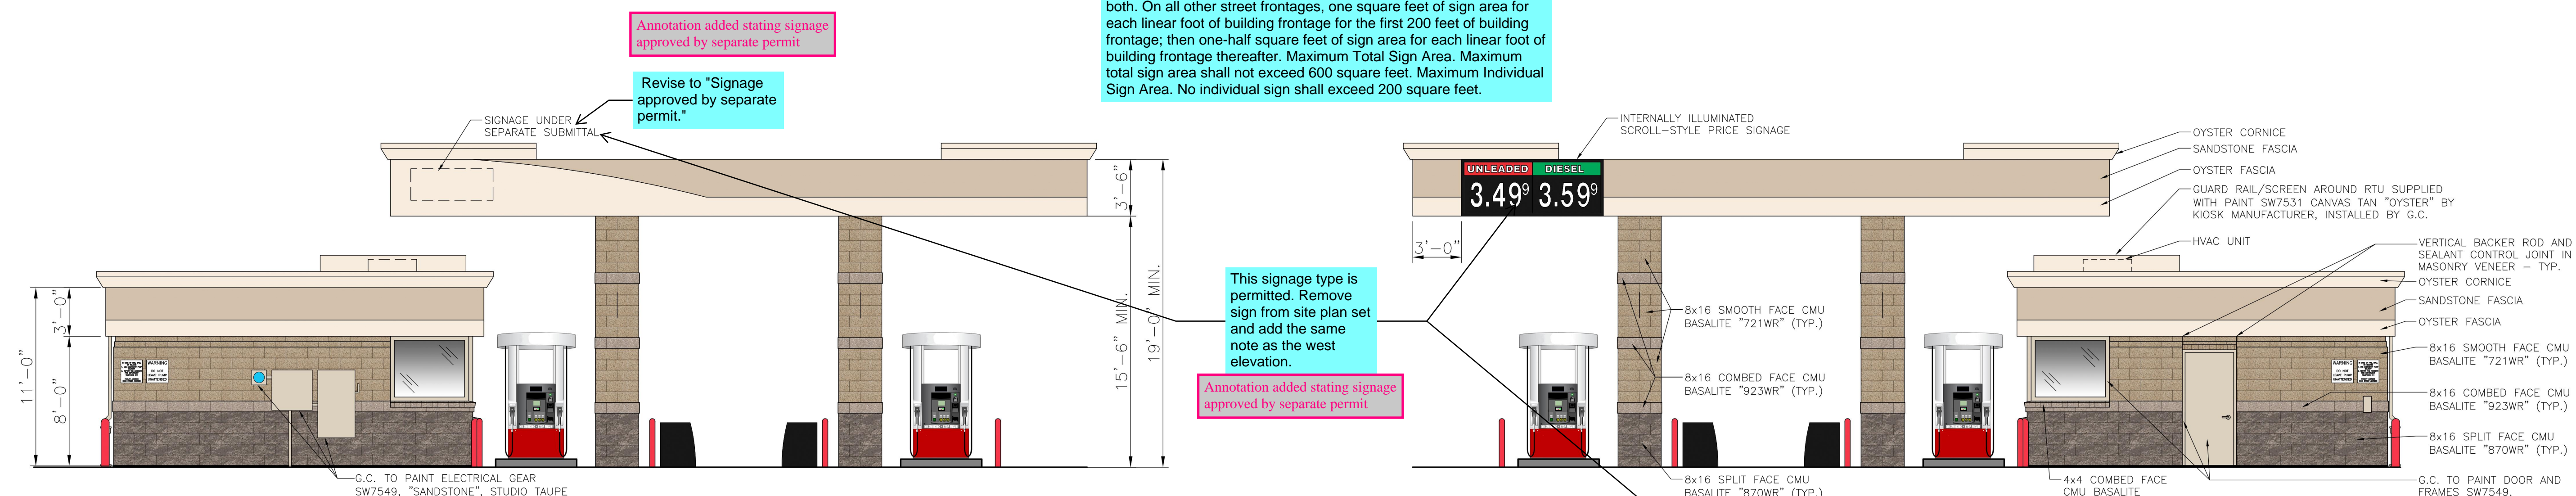 both. On all other street frontages, one square feet of sign area for
each linear foot of building frontage for the first 200 feet of building
frontage; then one-half square feet of sign area for each linear foot of
building frontage thereafter. Maximum Total Sign Area. Maximum
total sign area shall not exceed 600 square feet. Maximum Individual
Sign Area. No individual sign shall exceed 200 square feet.
Annotation added stating signage
approved by separate permit
Revise to "Signage
approved by separate
permit."
SIGNAGE UNDER
SEPARATE SUBMITTAL
3'-6"
15'-6" MIN.
19'-0" MIN.
11'-0"
3'-0"
8'-0"
WARNING
DO NOT
LEAVE PUMP
UNATTENDED
G.C. TO PAINT ELECTRICAL GEAR
SW7549, "SANDSTONE", STUDIO TAUPE
This signage type is
permitted. Remove
sign from site plan set
and add the same
note as the west
elevation.
Annotation added stating signage
approved by separate permit
INTERNALLY ILLUMINATED
SCROLL-STYLE PRICE SIGNAGE
UNLEADED DIESEL
3.49⁹ 3.59⁹
3'-0"
8x16 SMOOTH FACE CMU
BASALITE "721WR" (TYP.)
8x16 COMBED FACE CMU
BASALITE "923WR" (TYP.)
8x16 SPLIT FACE CMU
BASALITE "870WR" (TYP.)
OYSTER CORNICE
SANDSTONE FASCIA
OYSTER FASCIA
GUARD RAIL/SCREEN AROUND RTU SUPPLIED
WITH PAINT SW7531 CANVAS TAN "OYSTER" BY
KIOSK MANUFACTURER, INSTALLED BY G.C.
HVAC UNIT
VERTICAL BACKER ROD AND
SEALANT CONTROL JOINT IN
MASONRY VENEER - TYP.
OYSTER CORNICE
SANDSTONE FASCIA
OYSTER FASCIA
8x16 SMOOTH FACE CMU
BASALITE "721WR" (TYP.)
WARNING
DO NOT
LEAVE PUMP
UNATTENDED
8x16 COMBED FACE CMU
BASALITE "923WR" (TYP.)
8x16 SPLIT FACE CMU
BASALITE "870WR" (TYP.)
4x4 COMBED FACE
CMU BASALITE
G.C. TO PAINT DOOR AND
FRAMES SW7549,